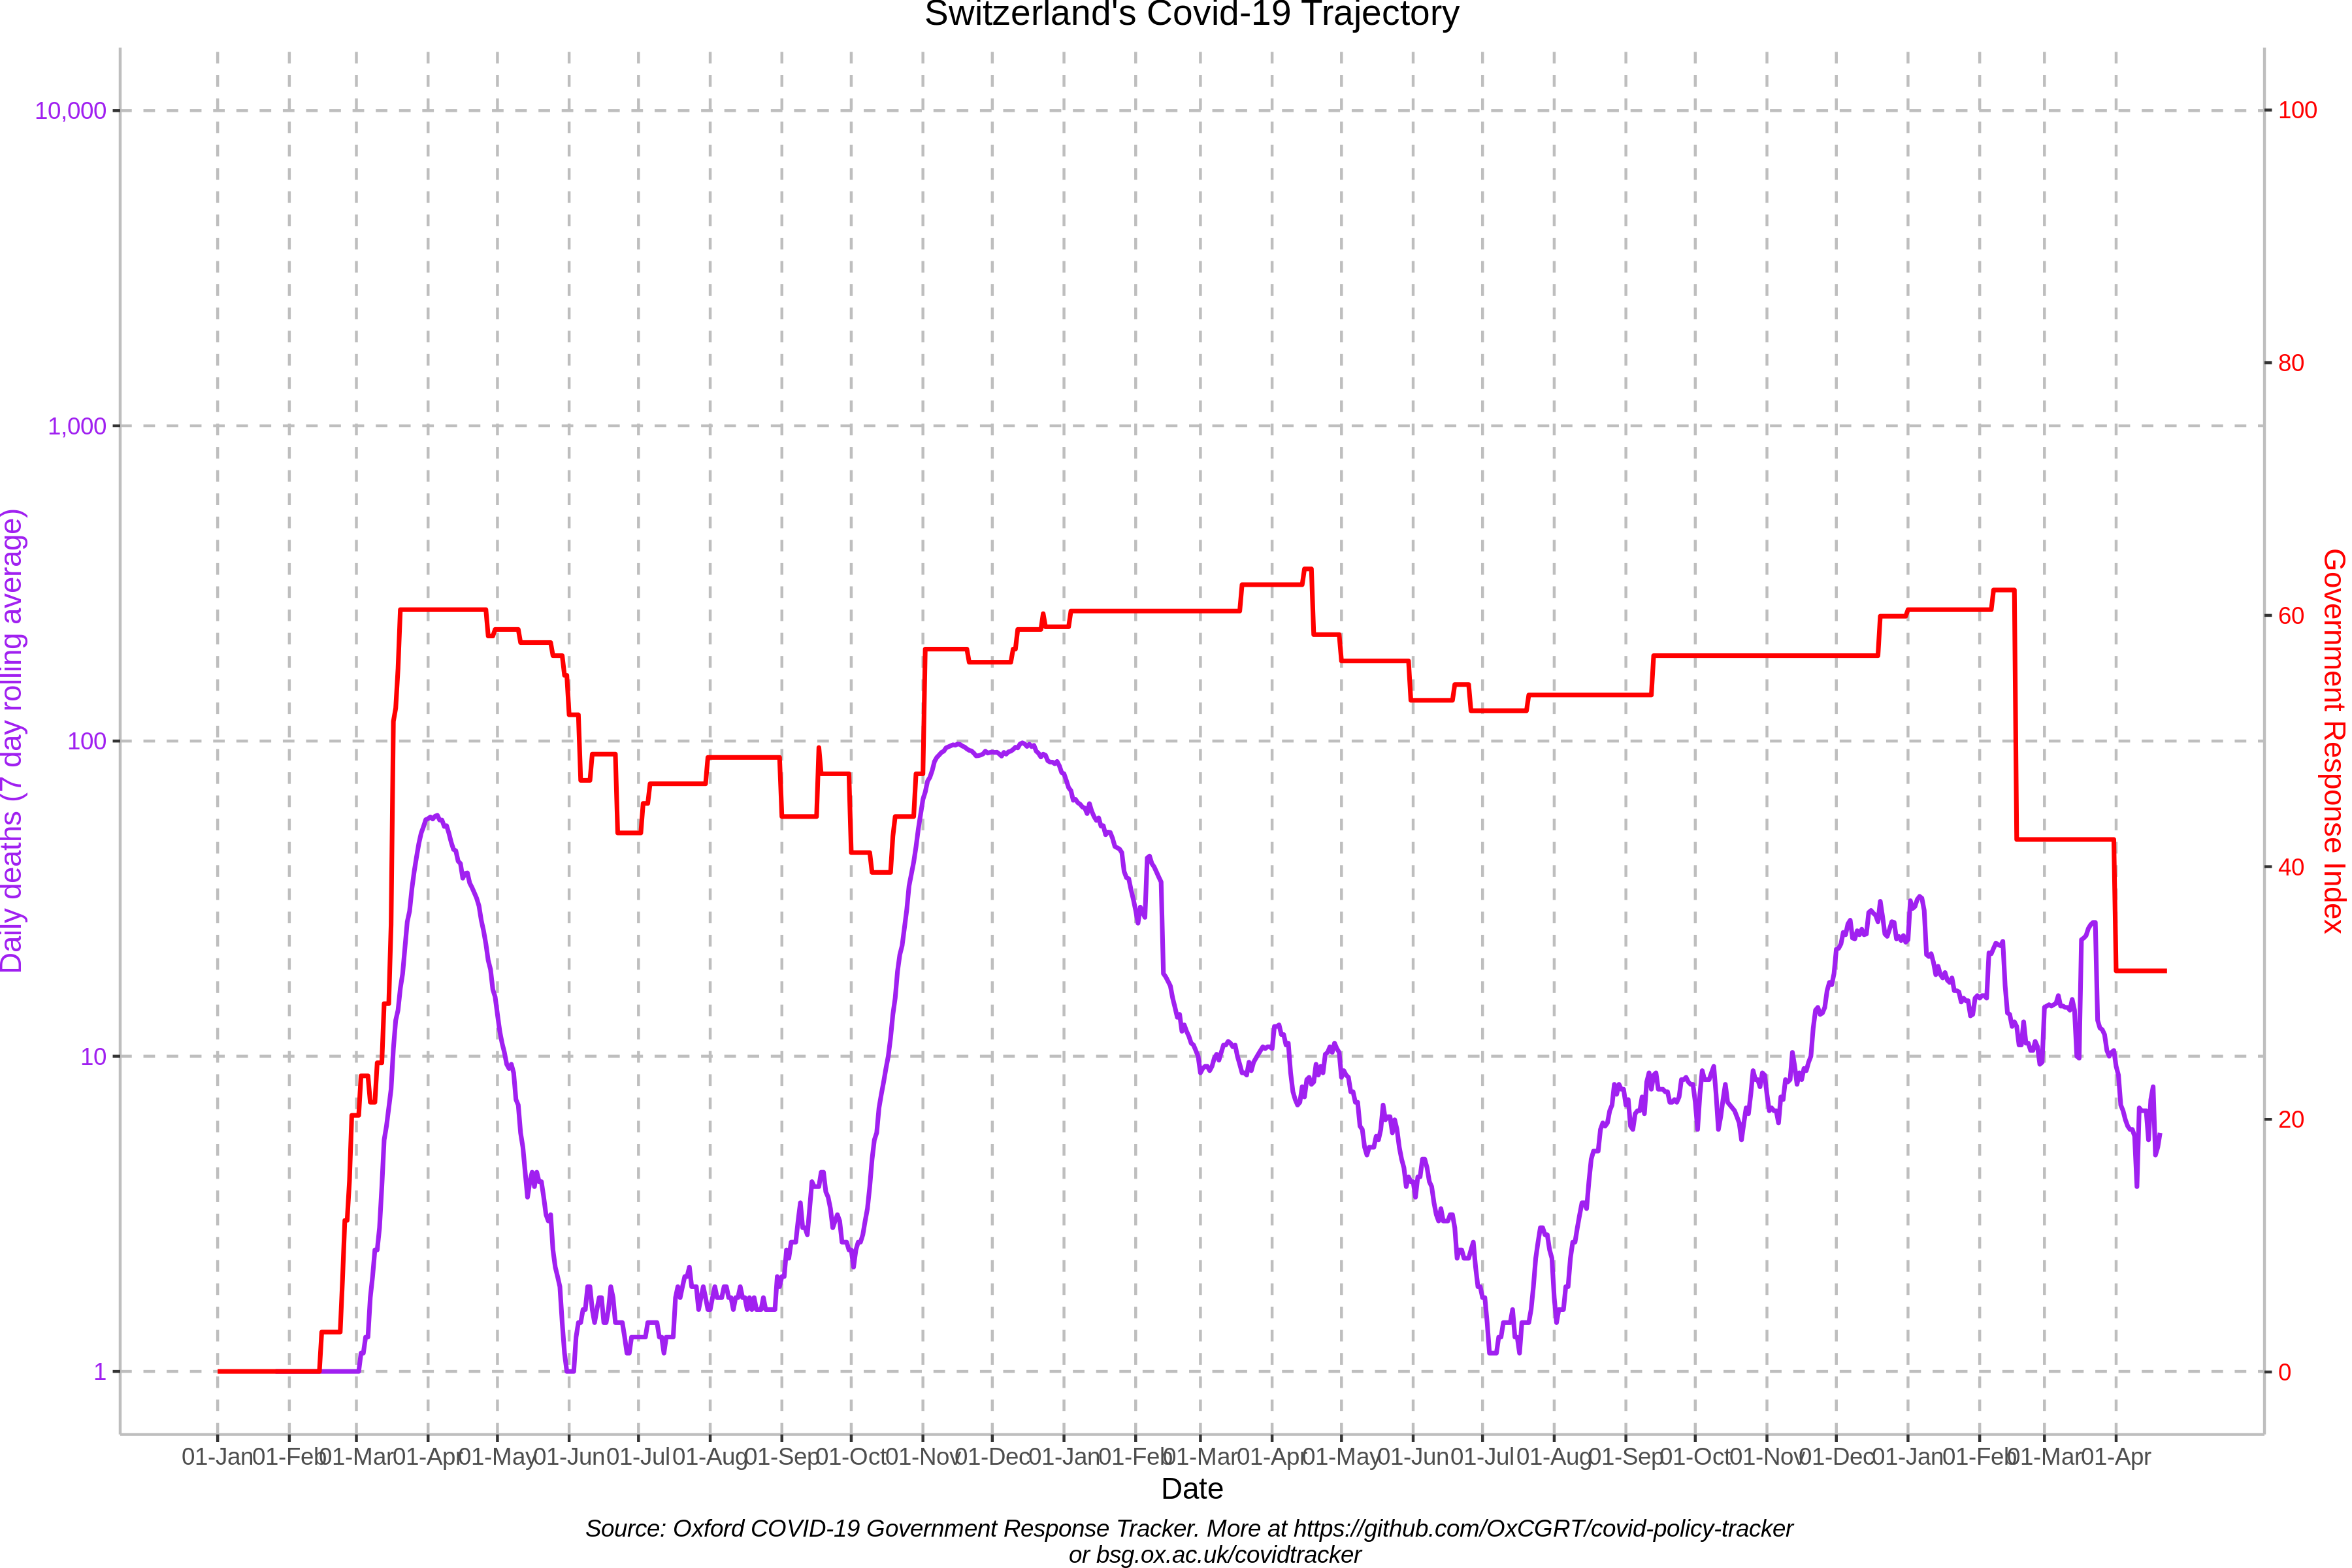 Switzerland's Covid-19 Trajectory
10,000
1,000
100
10
1
Daily deaths (7 day rolling average)
100
80
60
40
20
0
Government Response Index
01-Jan 01-Feb 01-Mar 01-Apr 01-May 01-Jun 01-Jul 01-Aug 01-Sep 01-Oct 01-Nov 01-Dec 01-Jan 01-Feb 01-Mar 01-Apr 01-May 01-Jun 01-Jul 01-Aug 01-Sep 01-Oct 01-Nov 01-Dec 01-Jan 01-Feb 01-Mar 01-Apr
Date
Source: Oxford COVID-19 Government Response Tracker. More at https://github.com/OxCGRT/covid-policy-tracker
or bsg.ox.ac.uk/covidtracker